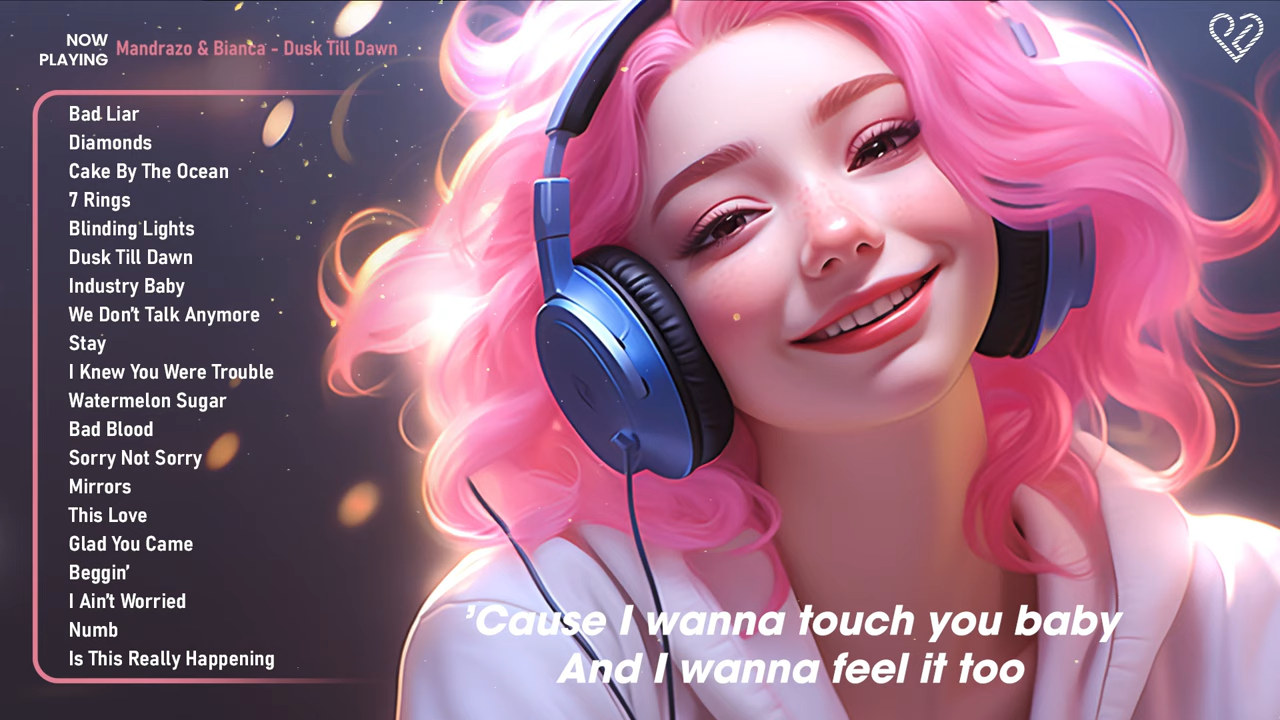 NOW
PLAYING
Mandrazo & Bianca - Dusk Till Dawn
Bad Liar
Diamonds
Cake By The Ocean
7 Rings
Blinding Lights
Dusk Till Dawn
Industry Baby
We Don't Talk Anymore
Stay
I Knew You Were Trouble
Watermelon Sugar
Bad Blood
Sorry Not Sorry
Mirrors
This Love
Glad You Came
Beggin'
I Ain't Worried
Numb
Is This Really Happening
'Cause I wanna touch you baby
And I wanna feel it too